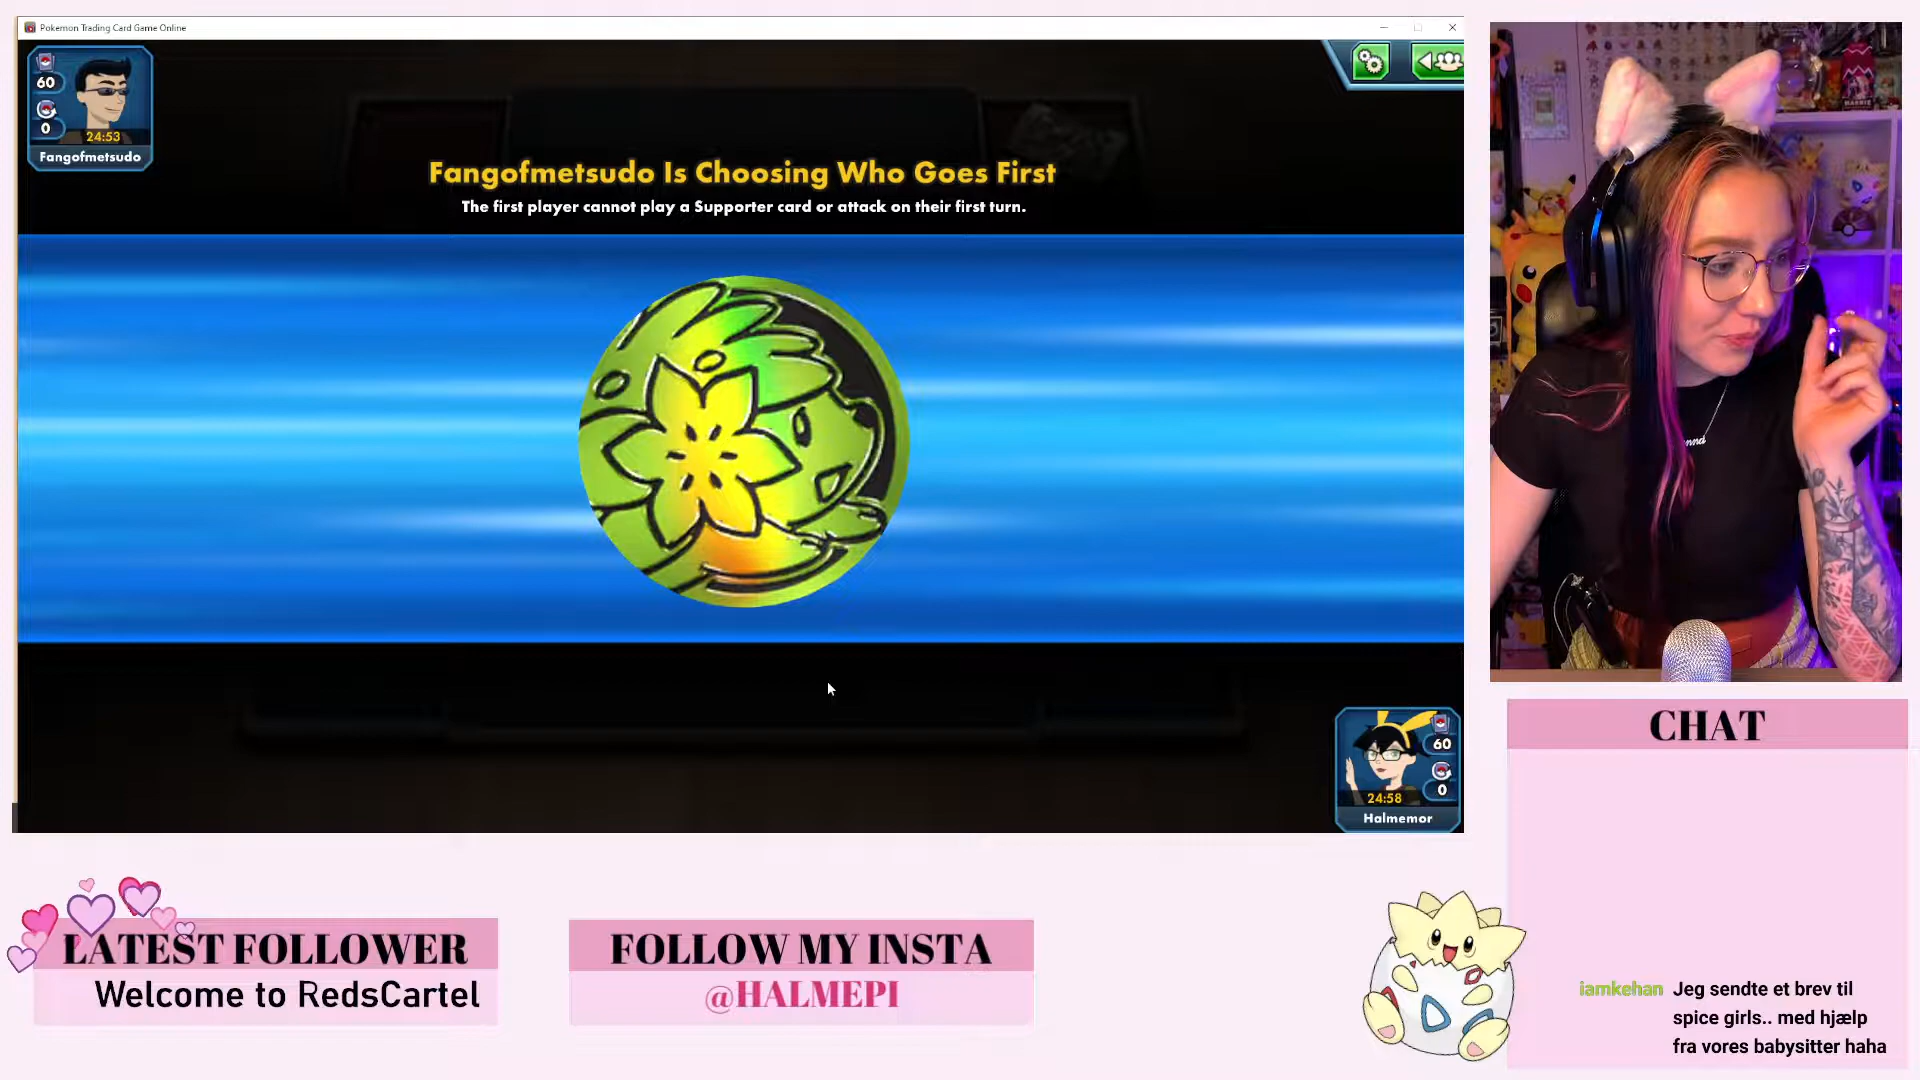 Pokemon Trading Card Game Online
60
0
24:53
Fangofmetsudo
Fangofmetsudo Is Choosing Who Goes First
The first player cannot play a Supporter card or attack on their first turn.
60
0
24:58
Halmemor
CHAT
iamkehan Jeg sendte et brev til
spice girls.. med hjælp
fra vores babysitter haha
LATEST FOLLOWER
Welcome to RedsCartel
FOLLOW MY INSTA
@HALMEPI